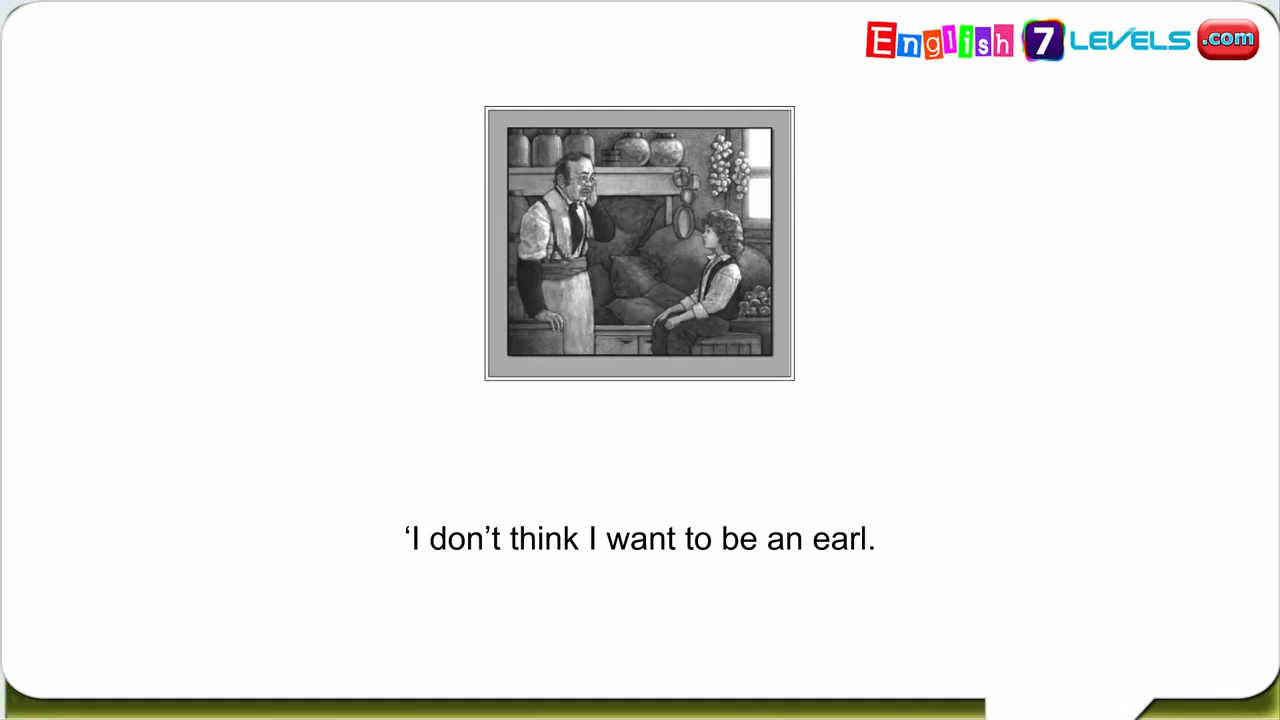 English 7 LEVELS .com
‘I don’t think I want to be an earl.